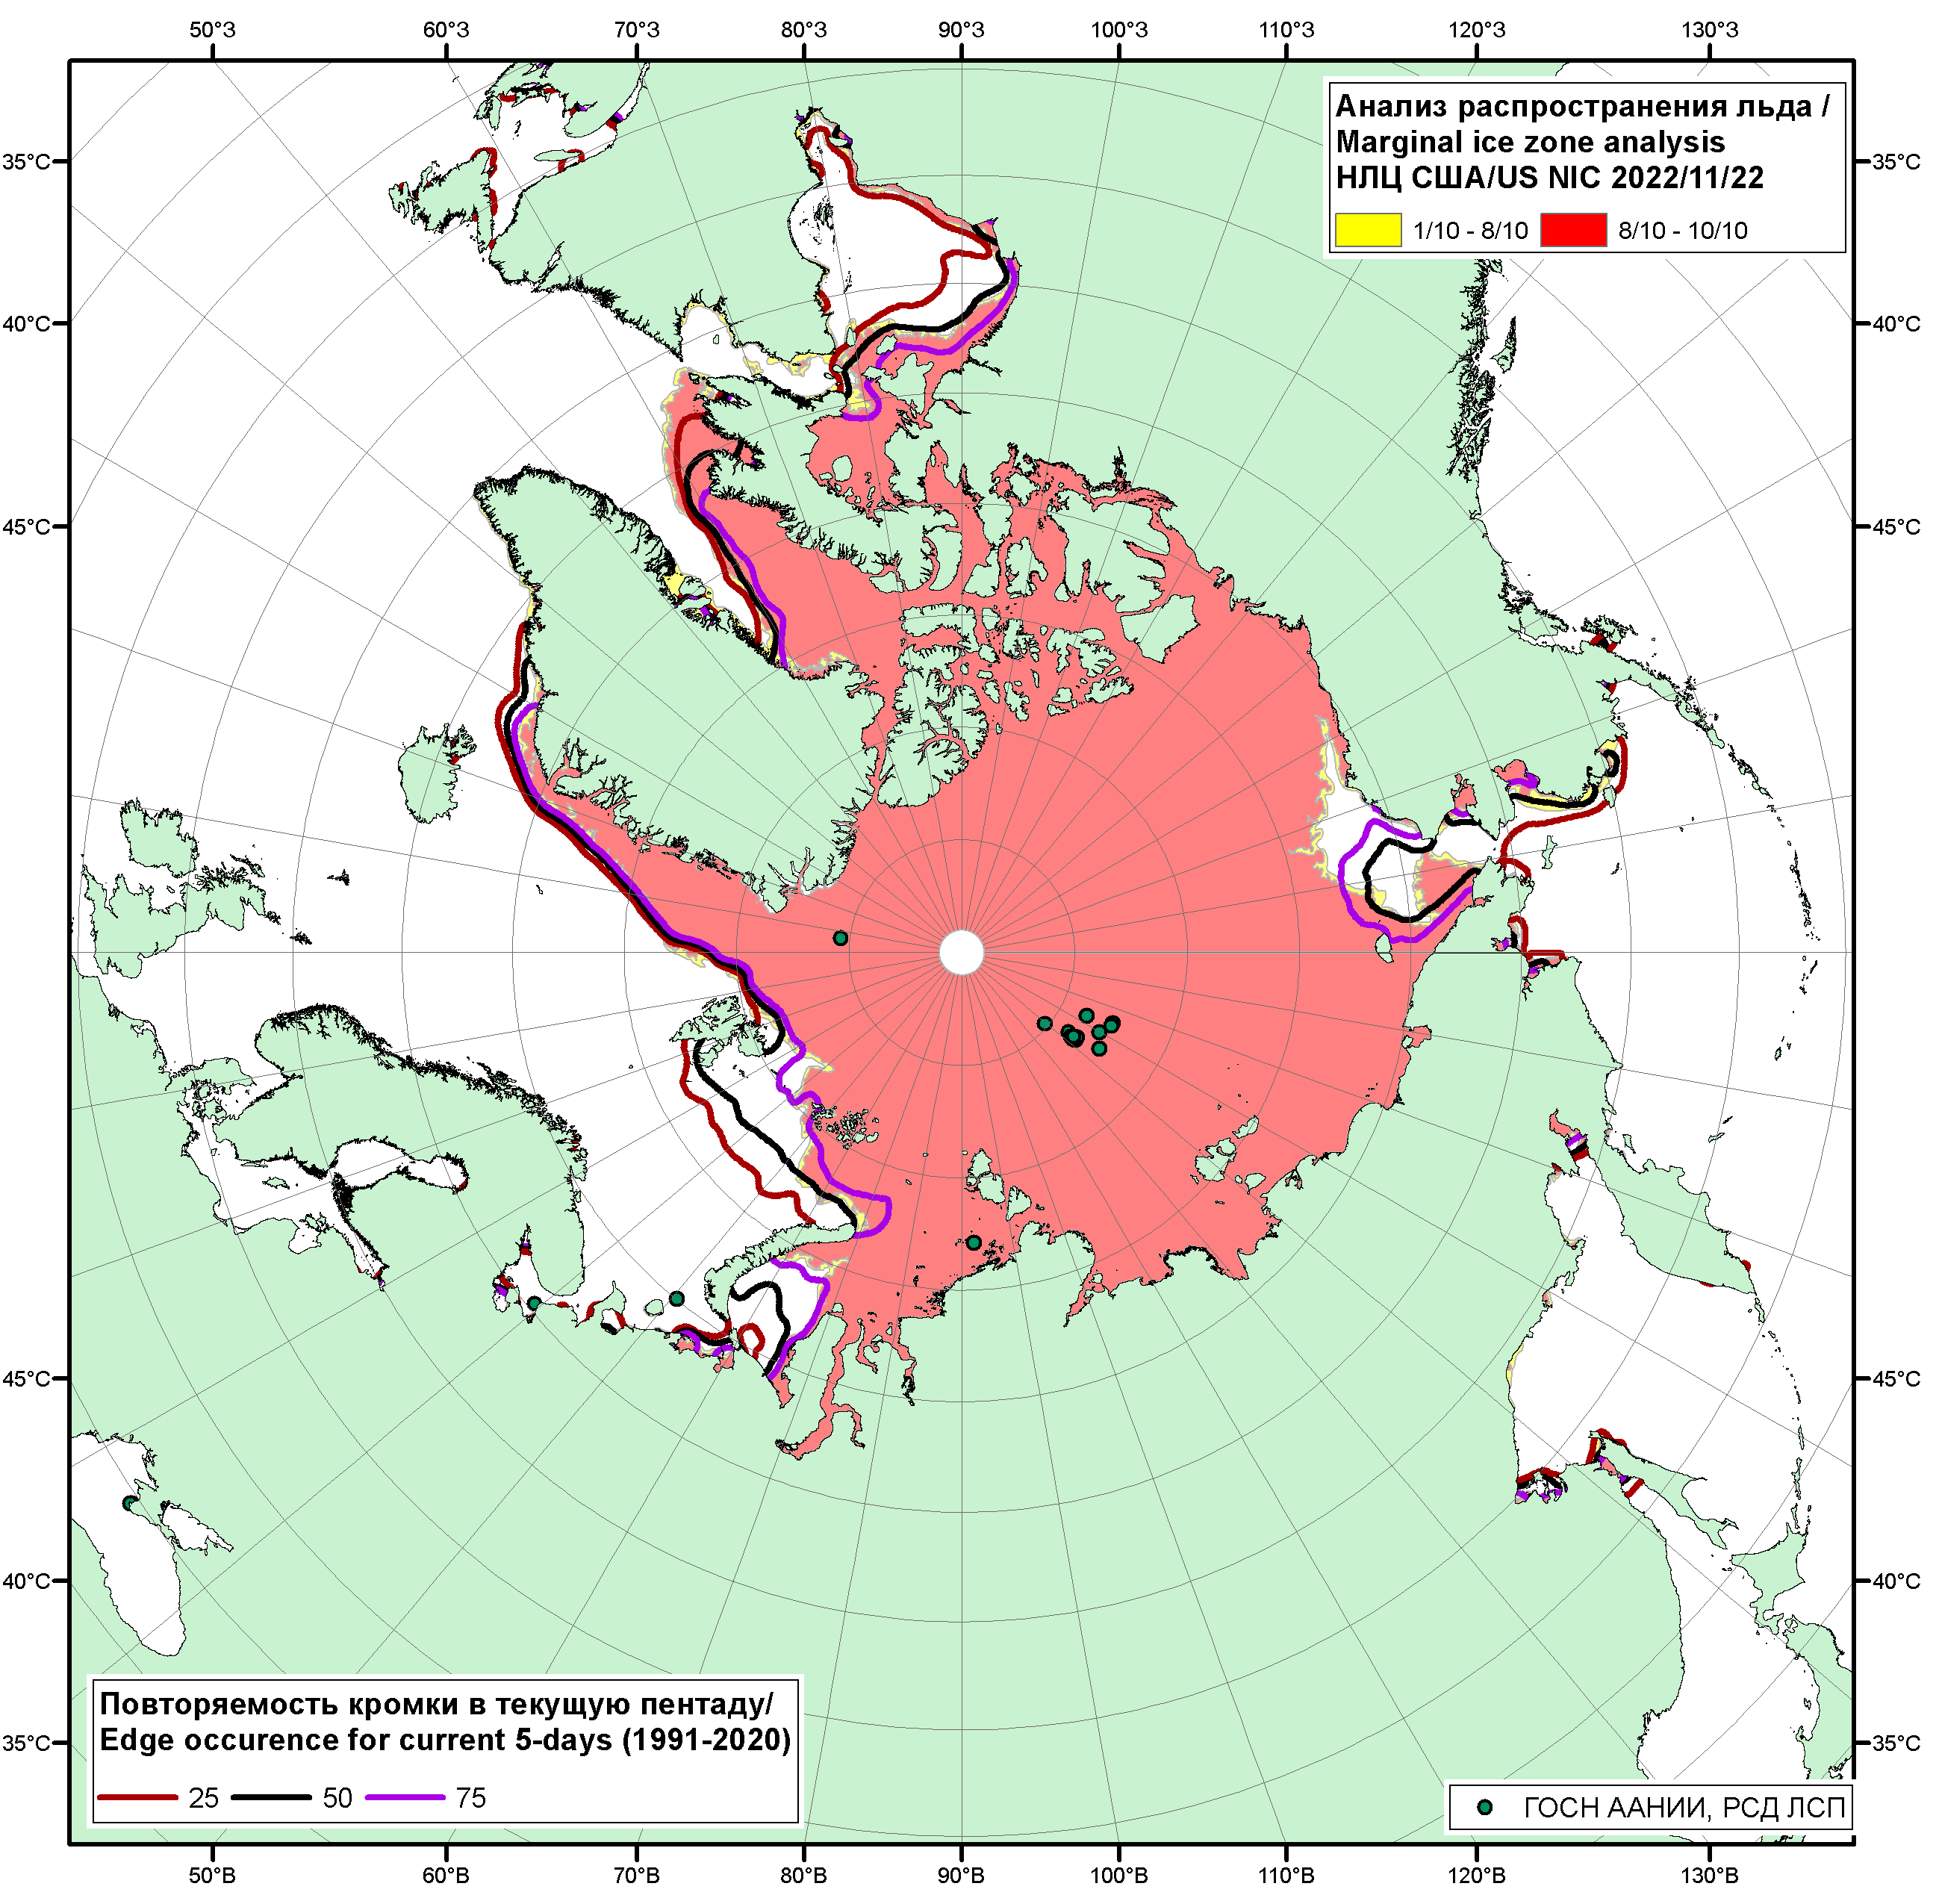 50°З 60°З 70°З 80°З 90°З 100°З 110°З 120°З 130°З
Анализ распространения льда /
Marginal ice zone analysis
НЛЦ США/US NIC 2022/11/22
1/10 - 8/10 8/10 - 10/10
35°С 35°С
40°С 40°С
45°С 45°С
45°С 45°С
40°С 40°С
35°С 35°С
Повторяемость кромки в текущую пентаду/
Edge occurence for current 5-days (1991-2020)
25 50 75
ГОСН ААНИИ, РСД ЛСП
50°В 60°В 70°В 80°В 90°В 100°В 110°В 120°В 130°В